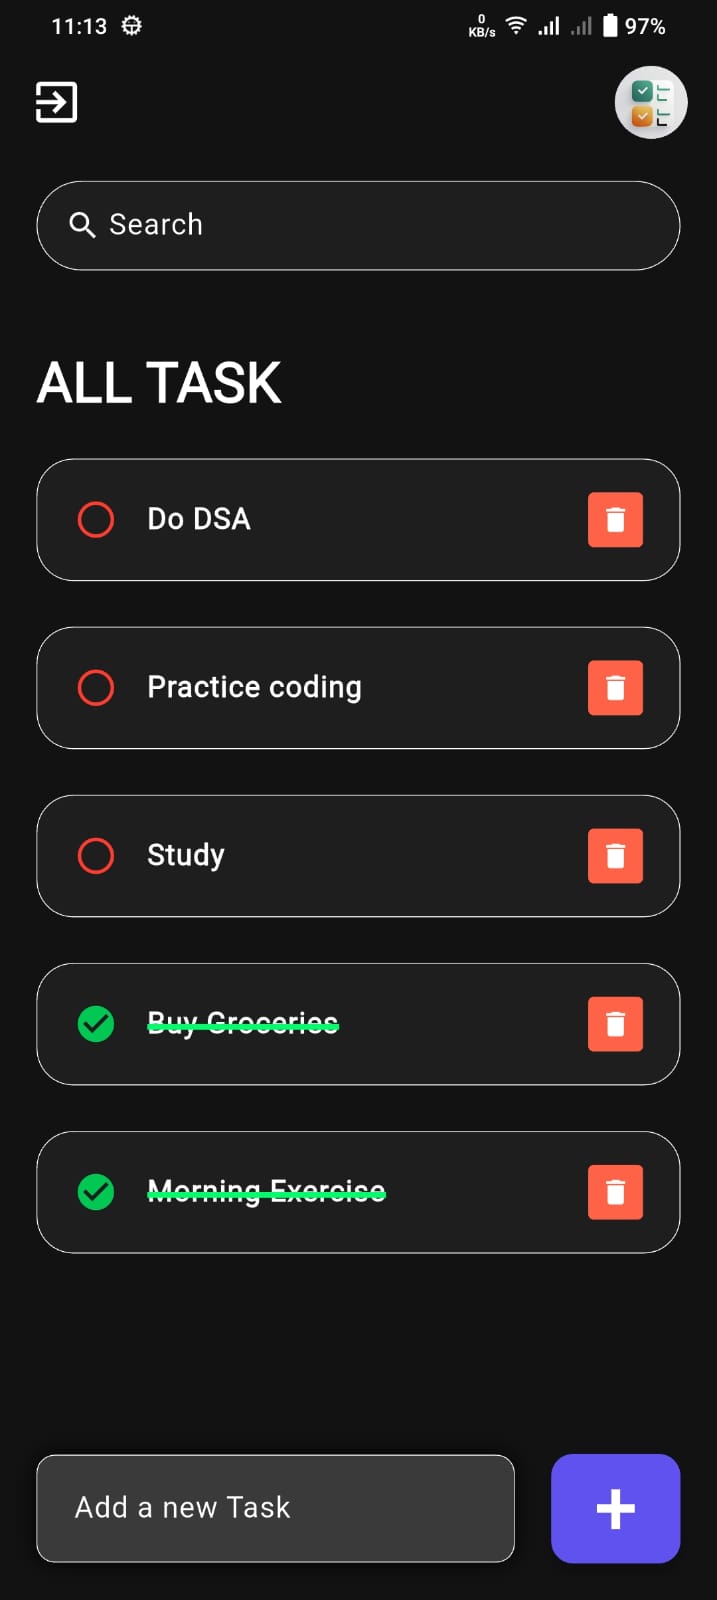 11:13 0 KB/s 97%
Search
ALL TASK
Do DSA
Practice coding
Study
Buy Groceries
Morning Exercise
Add a new Task